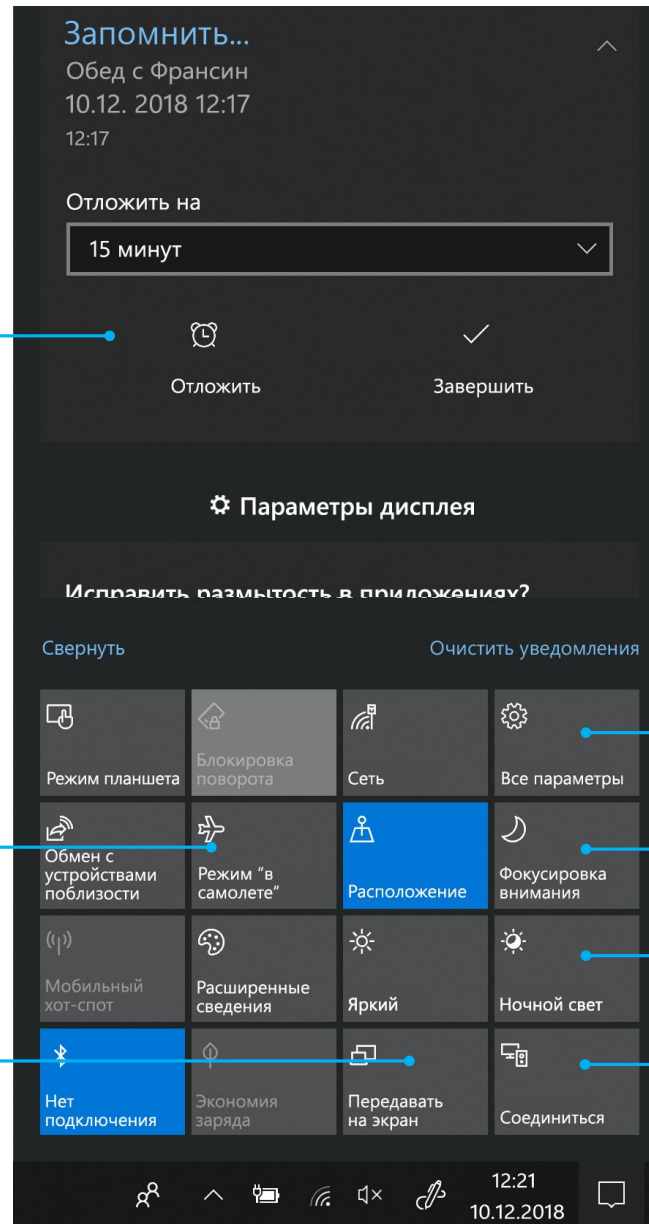 Запомнить...
Обед с Франсин
10.12. 2018 12:17
12:17
Отложить на
15 минут
Отложить
Завершить
Параметры дисплея
Исправить размытость в приложениях?
Свернуть
Очистить уведомления
Режим планшета
Блокировка
поворота
Сеть
Все параметры
Обмен с
устройствами
поблизости
Режим "в
самолете"
Расположение
Фокусировка
внимания
Мобильный
хот-спот
Расширенные
сведения
Яркий
Ночной свет
Нет
подключения
Экономия
заряда
Передавать
на экран
Соединиться
12:21
10.12.2018